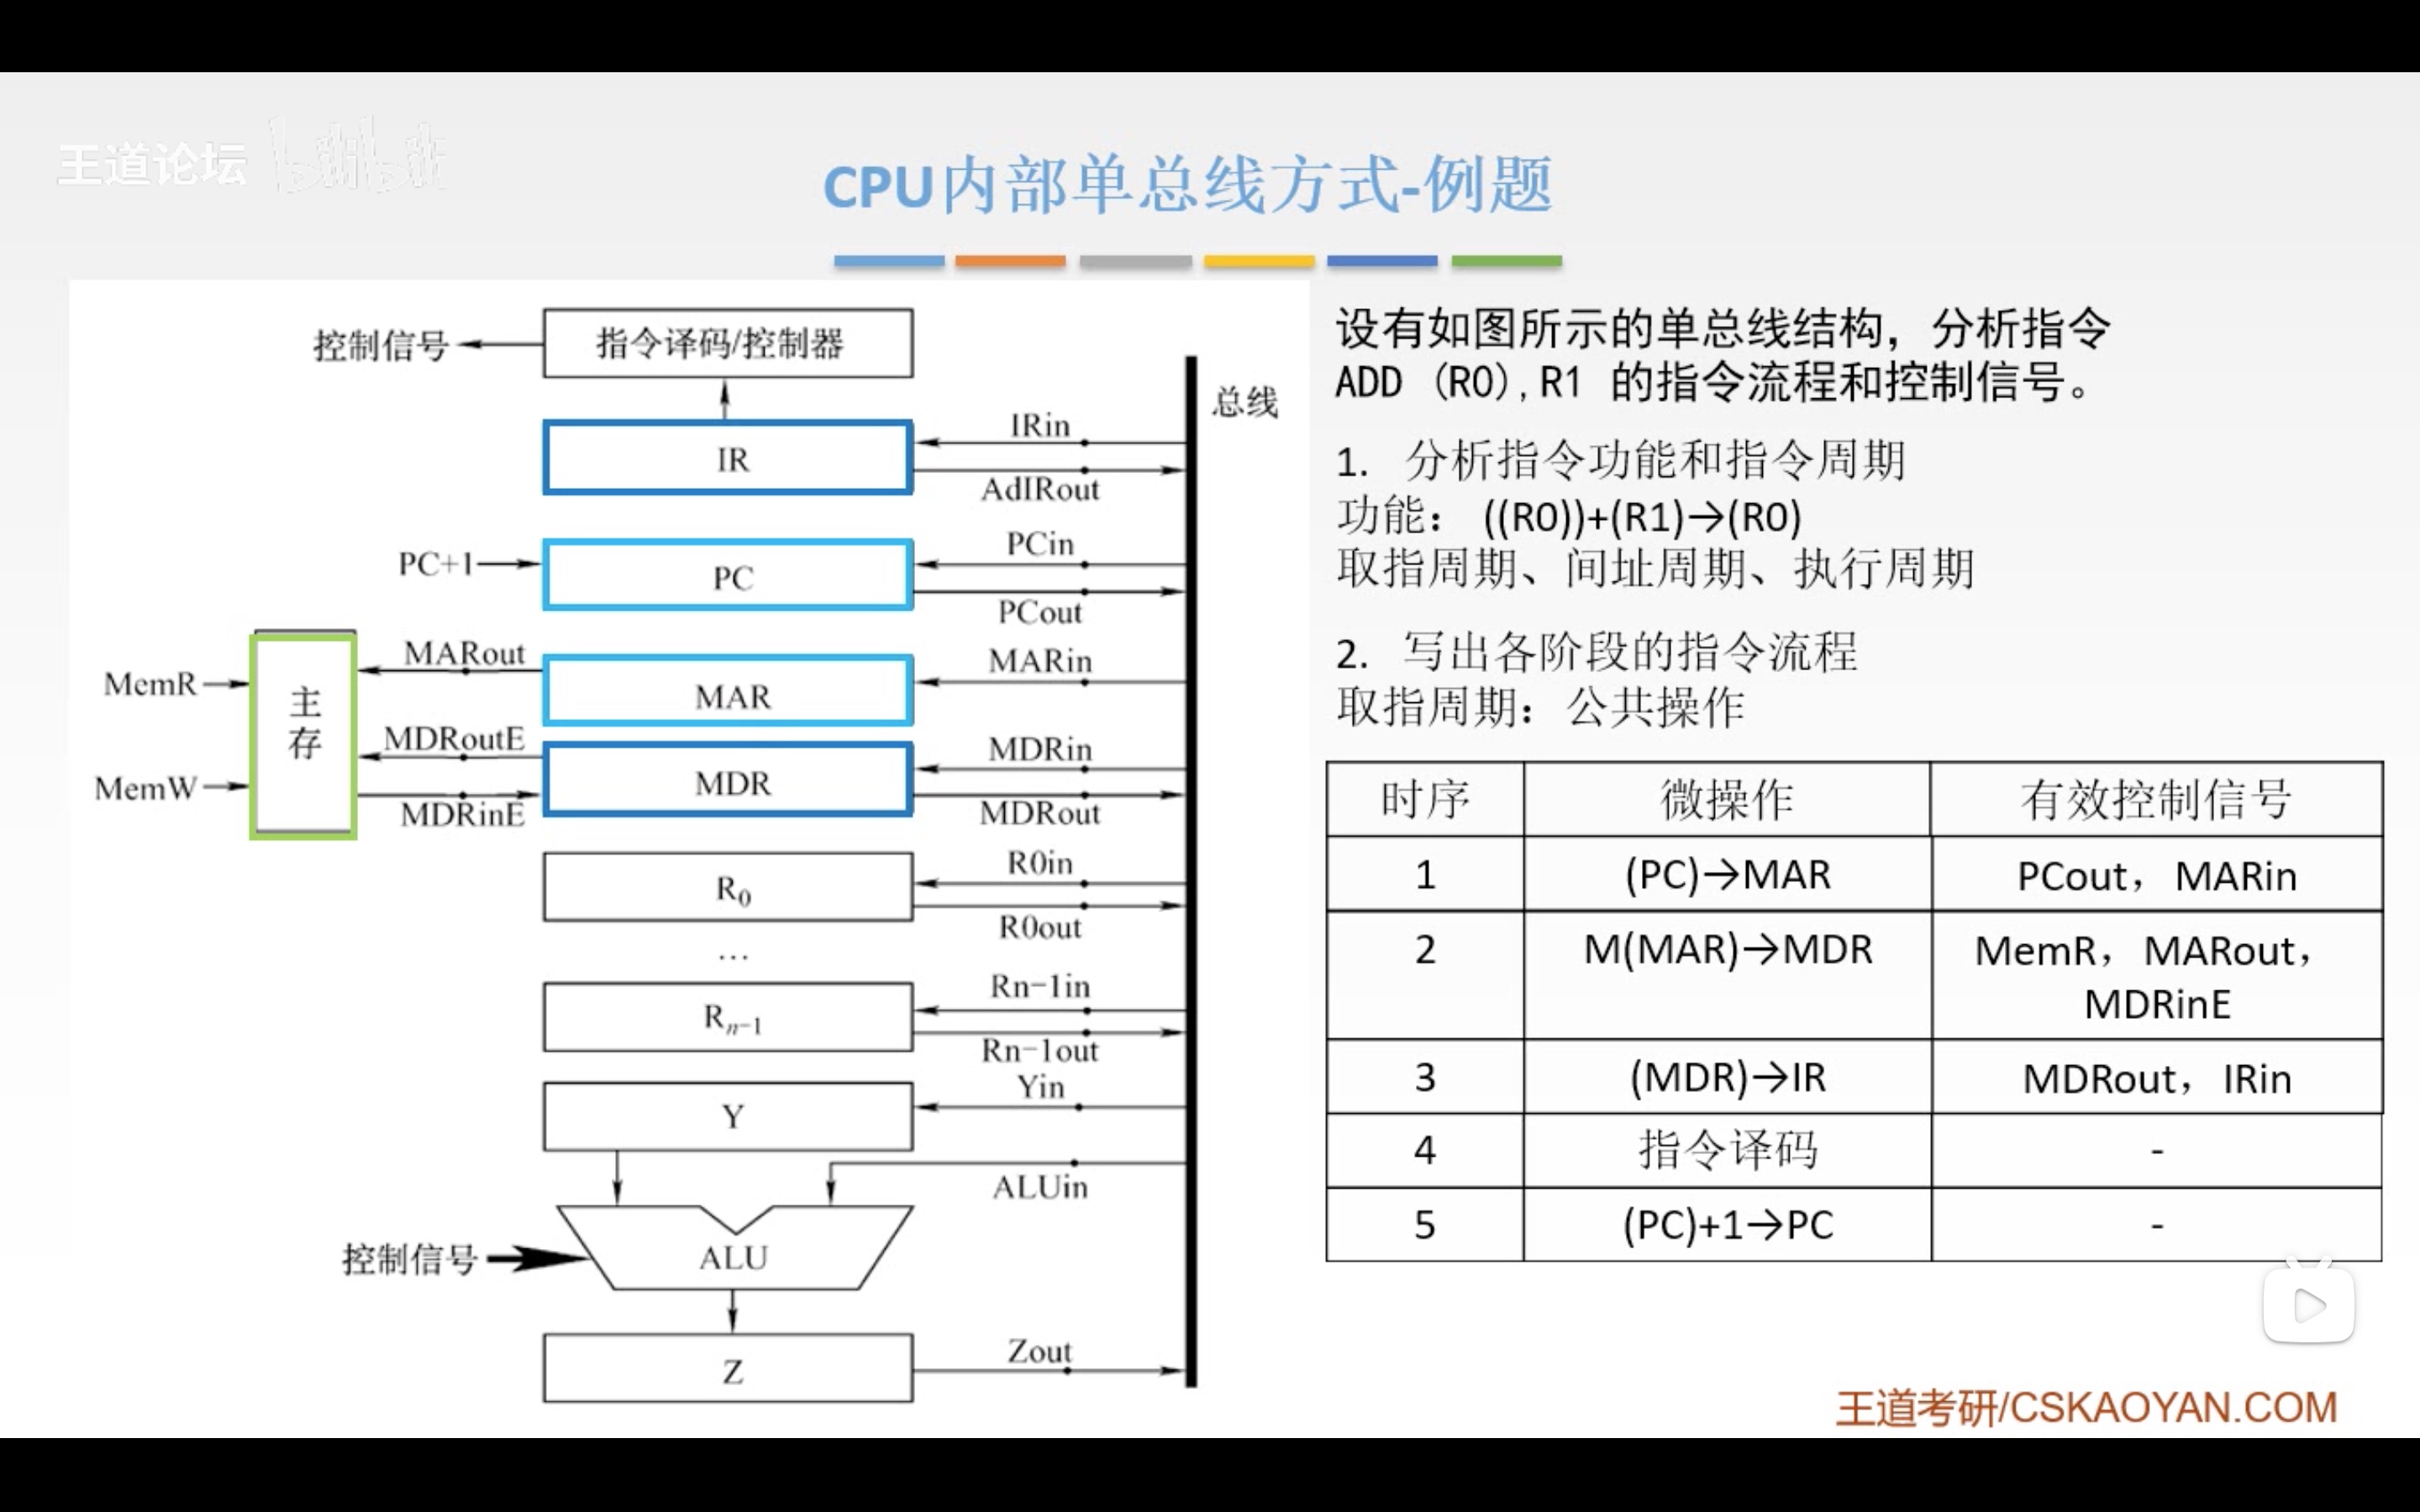 王道论坛 bilibili
CPU内部单总线方式-例题
控制信号
指令译码/控制器
总线
IR
IRin
AdIRout
PC+1
PC
PCin
PCout
MemR
MemW
主
存
MARout
MAR
MARin
MDRoutE
MDRinE
MDR
MDRin
MDRout
R0
R0in
R0out
…
Rn-1
Rn-1in
Rn-1out
Y
Yin
ALUin
控制信号
ALU
Z
Zout
设有如图所示的单总线结构，分析指令
ADD (R0),R1 的指令流程和控制信号。
1. 分析指令功能和指令周期
功能： ((R0))+(R1)→(R0)
取指周期、间址周期、执行周期
2. 写出各阶段的指令流程
取指周期：公共操作
时序 微操作 有效控制信号
1 (PC)→MAR PCout，MARin
2 M(MAR)→MDR MemR，MARout，
MDRinE
3 (MDR)→IR MDRout，IRin
4 指令译码 -
5 (PC)+1→PC -
王道考研/CSKAOYAN.COM